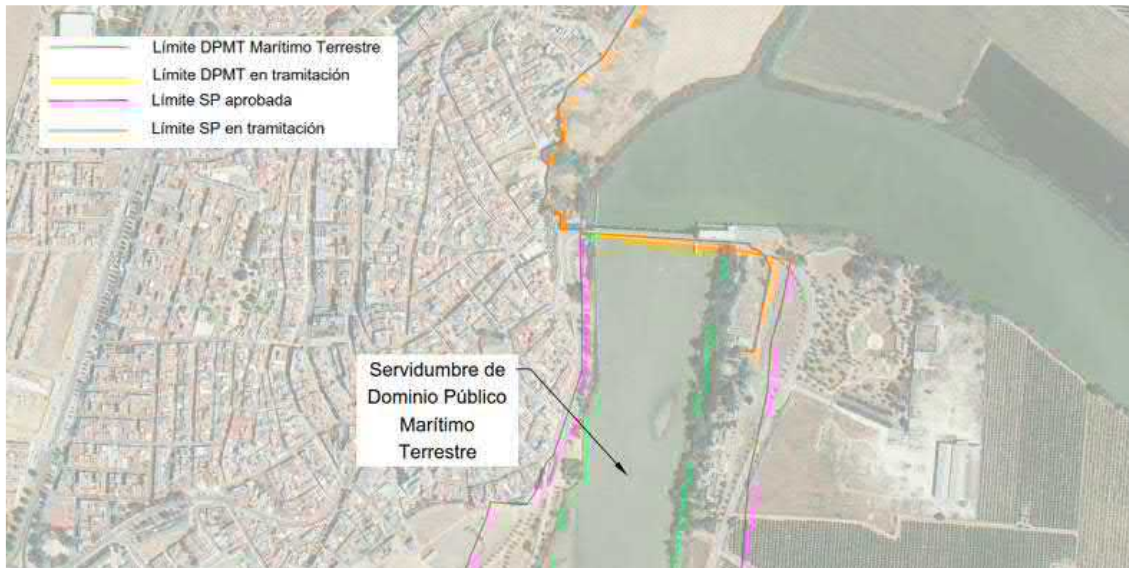 Límite DPMT Marítimo Terrestre
Límite DPMT en tramitación
Límite SP aprobada
Límite SP en tramitación
Servidumbre de
Dominio Público
Marítimo
Terrestre